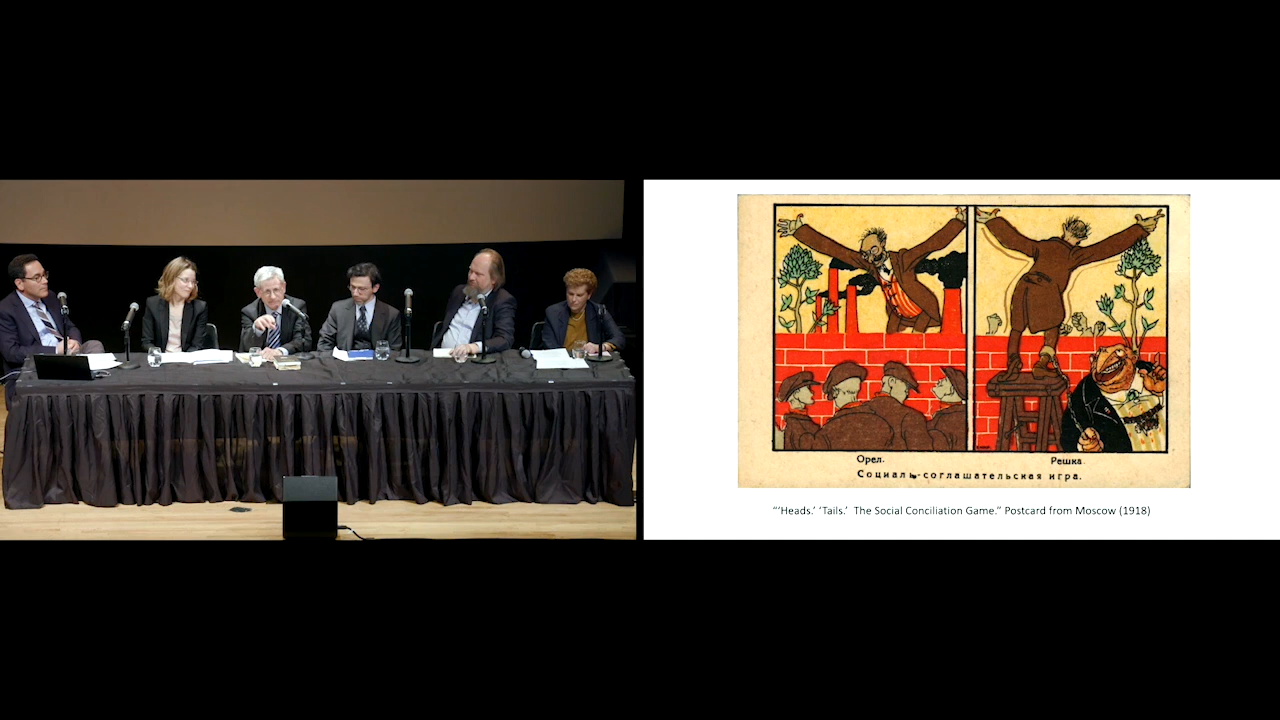 Орел.
Решка.
Социаль-соглашательская игра.
“‘Heads.’ ‘Tails.’ The Social Conciliation Game.” Postcard from Moscow (1918)